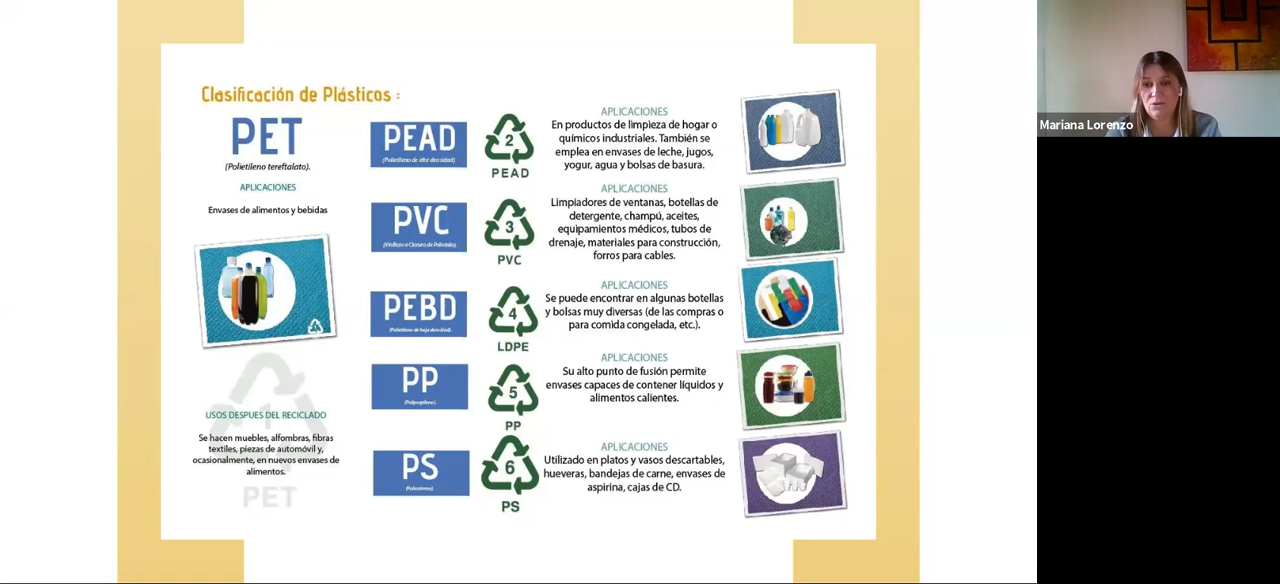 Clasificación de Plásticos :
PET
(Polietileno tereftalato).
APLICACIONES
Envases de alimentos y bebidas
1
USOS DESPUES DEL RECICLADO
Se hacen muebles, alfombras, fibras
textiles, piezas de automóvil y,
ocasionalmente, en nuevos envases de
alimentos.
PET
PEAD
(Polietileno de alta densidad)
2
PEAD
APLICACIONES
En productos de limpieza de hogar o
químicos industriales. También se
emplea en envases de leche, jugos,
yogur, agua y bolsas de basura.
PVC
(Vinílicos o Cloruro de Polivinilo).
3
PVC
APLICACIONES
Limpiadores de ventanas, botellas de
detergente, champú, aceites,
equipamientos médicos, tubos de
drenaje, materiales para construcción,
forros para cables.
PEBD
(Polietileno de baja densidad).
4
LDPE
APLICACIONES
Se puede encontrar en algunas botellas
y bolsas muy diversas (de las compras o
para comida congelada, etc.).
PP
(Polipropileno).
5
PP
APLICACIONES
Su alto punto de fusión permite
envases capaces de contener líquidos y
alimentos calientes.
PS
(Poliestireno).
6
PS
APLICACIONES
Utilizado en platos y vasos descartables,
hueveras, bandejas de carne, envases de
aspirina, cajas de CD.
Mariana Lorenzo